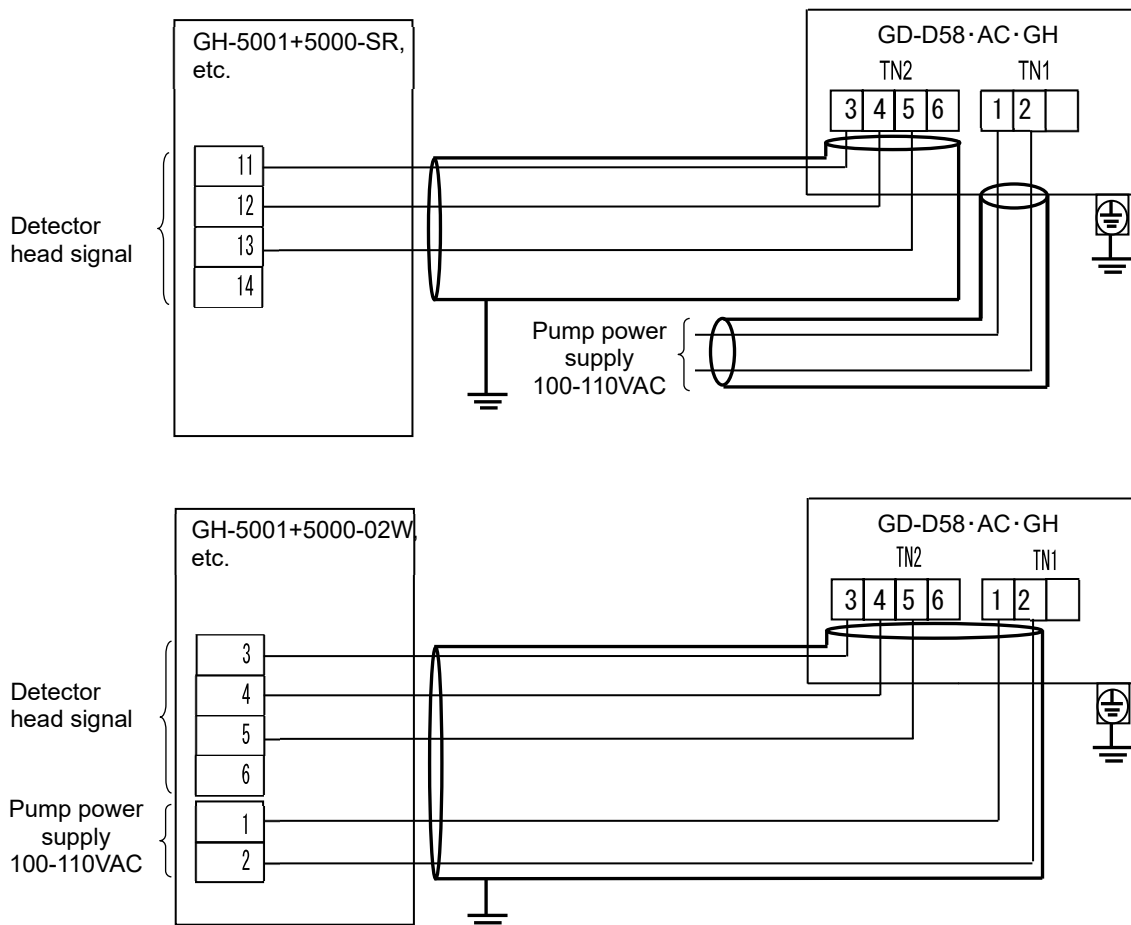 GH-5001+5000-SR,
etc.
GD-D58･AC･GH
TN2
TN1
3 4 5 6
1 2
Detector
head signal
11
12
13
14
Pump power
supply
100-110VAC
GH-5001+5000-02W,
etc.
GD-D58･AC･GH
TN2
TN1
3 4 5 6
1 2
Detector
head signal
3
4
5
6
Pump power
supply
100-110VAC
1
2